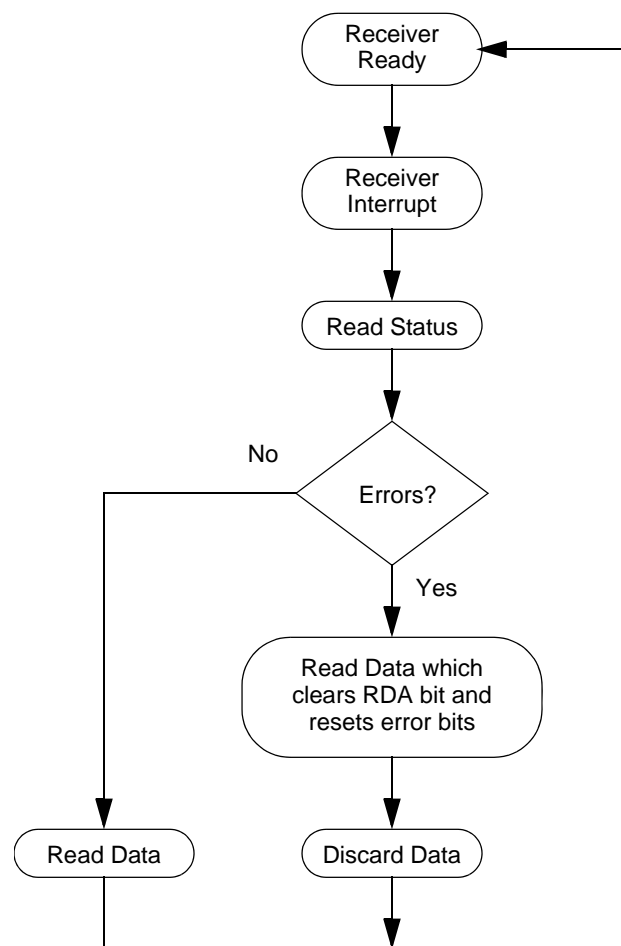 Receiver
Ready
Receiver
Interrupt
Read Status
No
Errors?
Yes
Read Data which
clears RDA bit and
resets error bits
Read Data
Discard Data